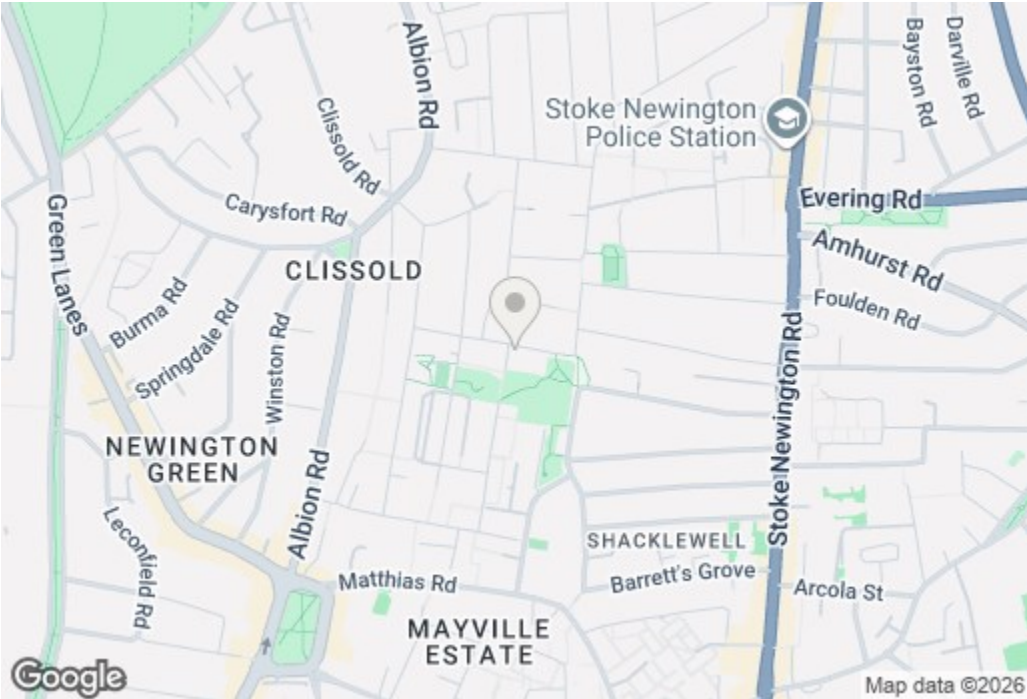 Albion Rd
Bayston Rd
Darville Rd
Stoke Newington
Police Station
Clissold Rd
Evering Rd
Carysfort Rd
Green Lanes
Amhurst Rd
CLISSOLD
Burma Rd
Foulden Rd
Springdale Rd
Winston Rd
Stoke Newington Rd
NEWINGTON
GREEN
Albion Rd
Leconfield Rd
SHACKLEWELL
Matthias Rd
Barrett's Grove
Arcola St
MAYVILLE
ESTATE
Google
Map data ©2026